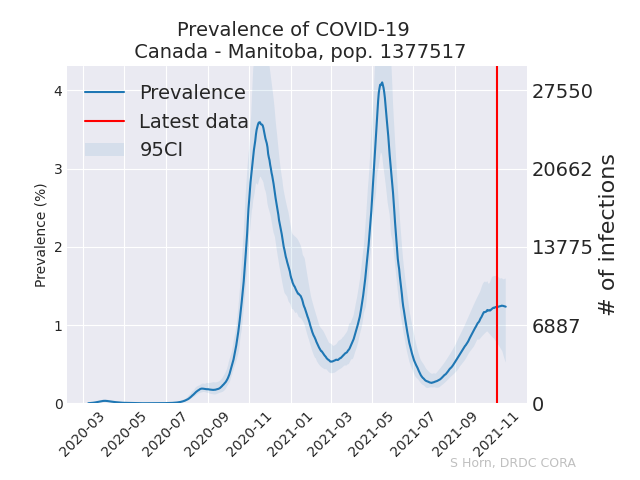 Prevalence of COVID-19
Canada - Manitoba, pop. 1377517
Prevalence
Latest data
95CI
Prevalence (%)
4
3
2
1
0
27550
20662
13775
6887
0
# of infections
2020-03
2020-05
2020-07
2020-09
2020-11
2021-01
2021-03
2021-05
2021-07
2021-09
2021-11
S Horn, DRDC CORA